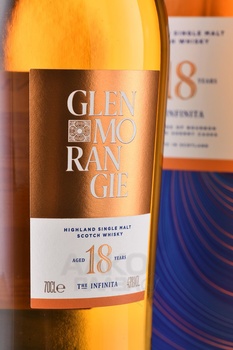 GLEN
MO
RAN
GIE
HIGHLAND SINGLE MALT
SCOTCH WHISKY
AGED 18 YEARS
70CL℮ THE INFINITA
18 YEARS
INFINITA